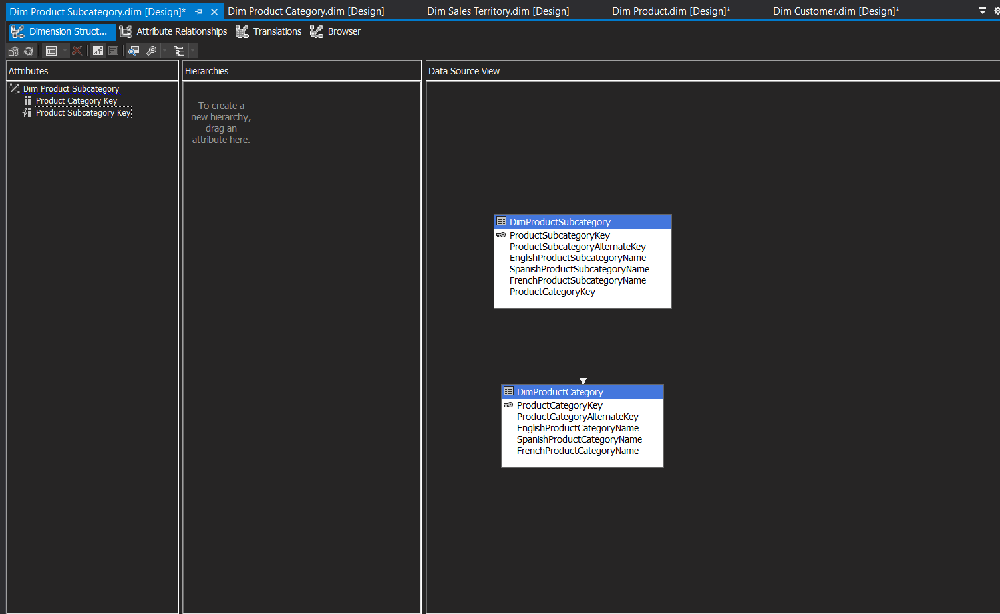 Dim Product Subcategory.dim [Design]*
Dim Product Category.dim [Design]
Dim Sales Territory.dim [Design]
Dim Product.dim [Design]*
Dim Customer.dim [Design]*
Dimension Struct...
Attribute Relationships
Translations
Browser
Attributes
Dim Product Subcategory
Product Category Key
Product Subcategory Key
Hierarchies
To create a
new hierarchy,
drag an
attribute here.
Data Source View
DimProductSubcategory
ProductSubcategoryKey
ProductSubcategoryAlternateKey
EnglishProductSubcategoryName
SpanishProductSubcategoryName
FrenchProductSubcategoryName
ProductCategoryKey
DimProductCategory
ProductCategoryKey
ProductCategoryAlternateKey
EnglishProductCategoryName
SpanishProductCategoryName
FrenchProductCategoryName